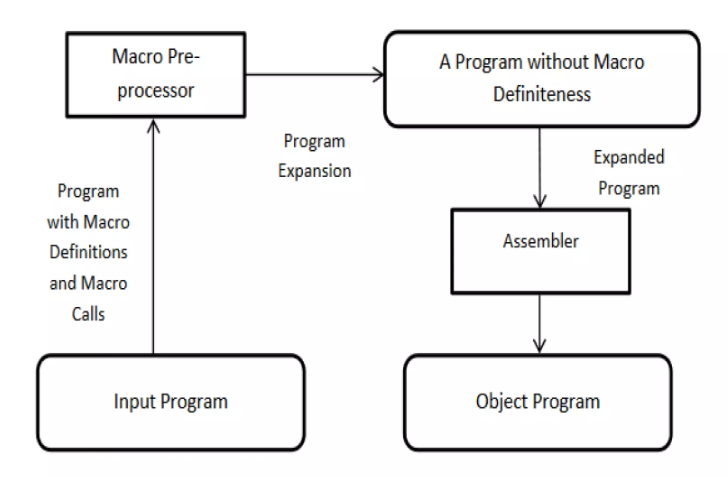 Macro Pre-
processor
A Program without Macro
Definiteness
Program
Expansion
Expanded
Program
Program
with Macro
Definitions
and Macro
Calls
Assembler
Input Program
Object Program